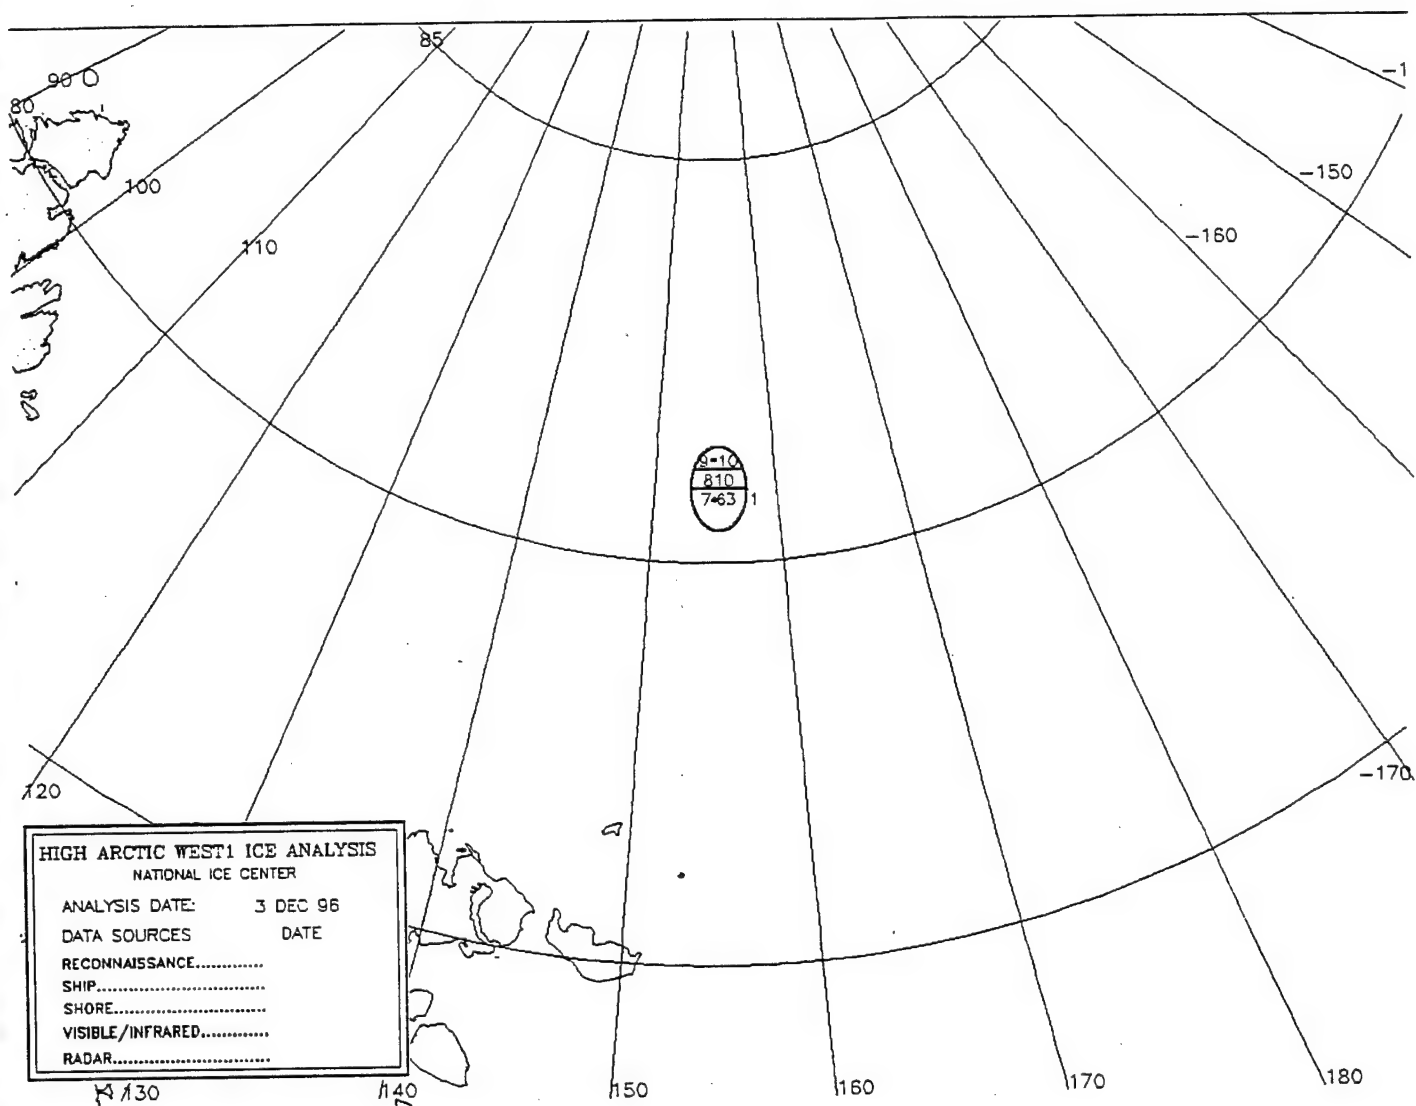 85
-1
90
80
-150
100
-160
110
9-10
810
7•63 1
-170
120
HIGH ARCTIC WEST1 ICE ANALYSIS
NATIONAL ICE CENTER
ANALYSIS DATE: 3 DEC 96
DATA SOURCES DATE
RECONNAISSANCE.............
SHIP..............................
SHORE...........................
VISIBLE/INFRARED............
RADAR............................
130
140
150
160
170
180